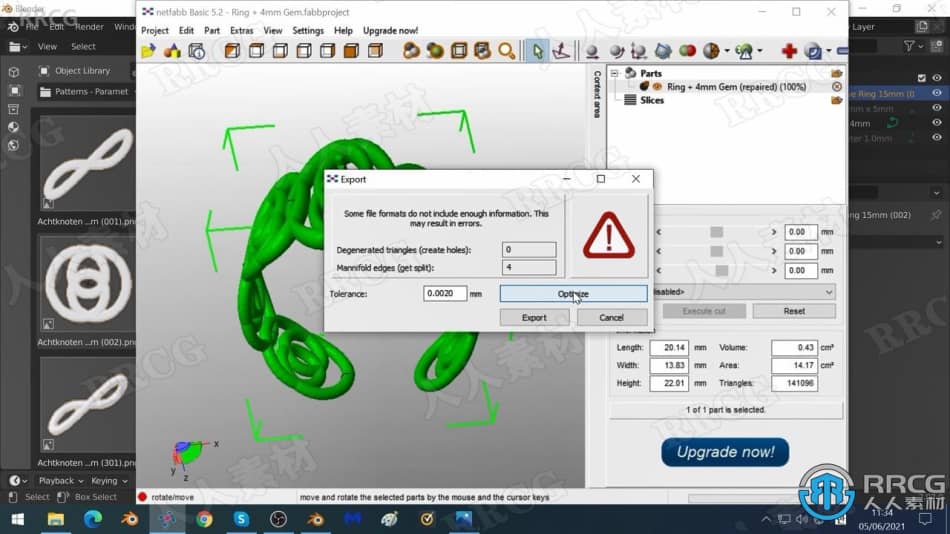 Blender
netfabb Basic 5.2 - Ring + 4mm Gem.fabbproject
File Edit Render Windo
Project Edit Part Extras View Settings Help Upgrade now!
Layer
View Select
Object Library
Patterns - Paramet
Context area
Parts
Ring + 4mm Gem (repaired) (100%)
Slices
ve Ring 15mm (0
mm x 5mm
4mm
eter 1.0mm
Achtknoten ...m (001).pn
Export
Some file formats do not include enough information. This
may result in errors.
Degenerated triangles (create holes): 0
Mannifold edges (get split): 4
Tolerance: 0.0020 mm Optimize
Export Cancel
ng 15mm (002)
0.00 mm
0.00 mm
0.00 mm
isabled>
Execute cut Reset
Achtknoten ...m (002).pn
Length: 20.14 mm Volume: 0.43 cm³
Width: 13.83 mm Area: 14.17 cm²
Height: 22.01 mm Triangles: 141096
1 of 1 part is selected.
Upgrade now!
x
y
z
Achtknoten ...m (301).pn
Playback Keying
rotate/move
move and rotate the selected parts by the mouse and the cursor keys
Select Box Select
RRCG
人人素材
11:34
05/06/2021